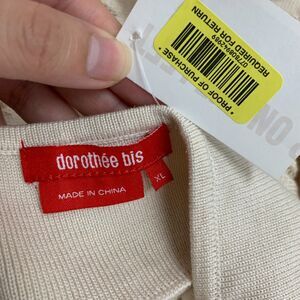 * PROOF OF PURCHASE *
REQUIRED FOR RETURN
dorothée bis
XL
MADE IN CHINA